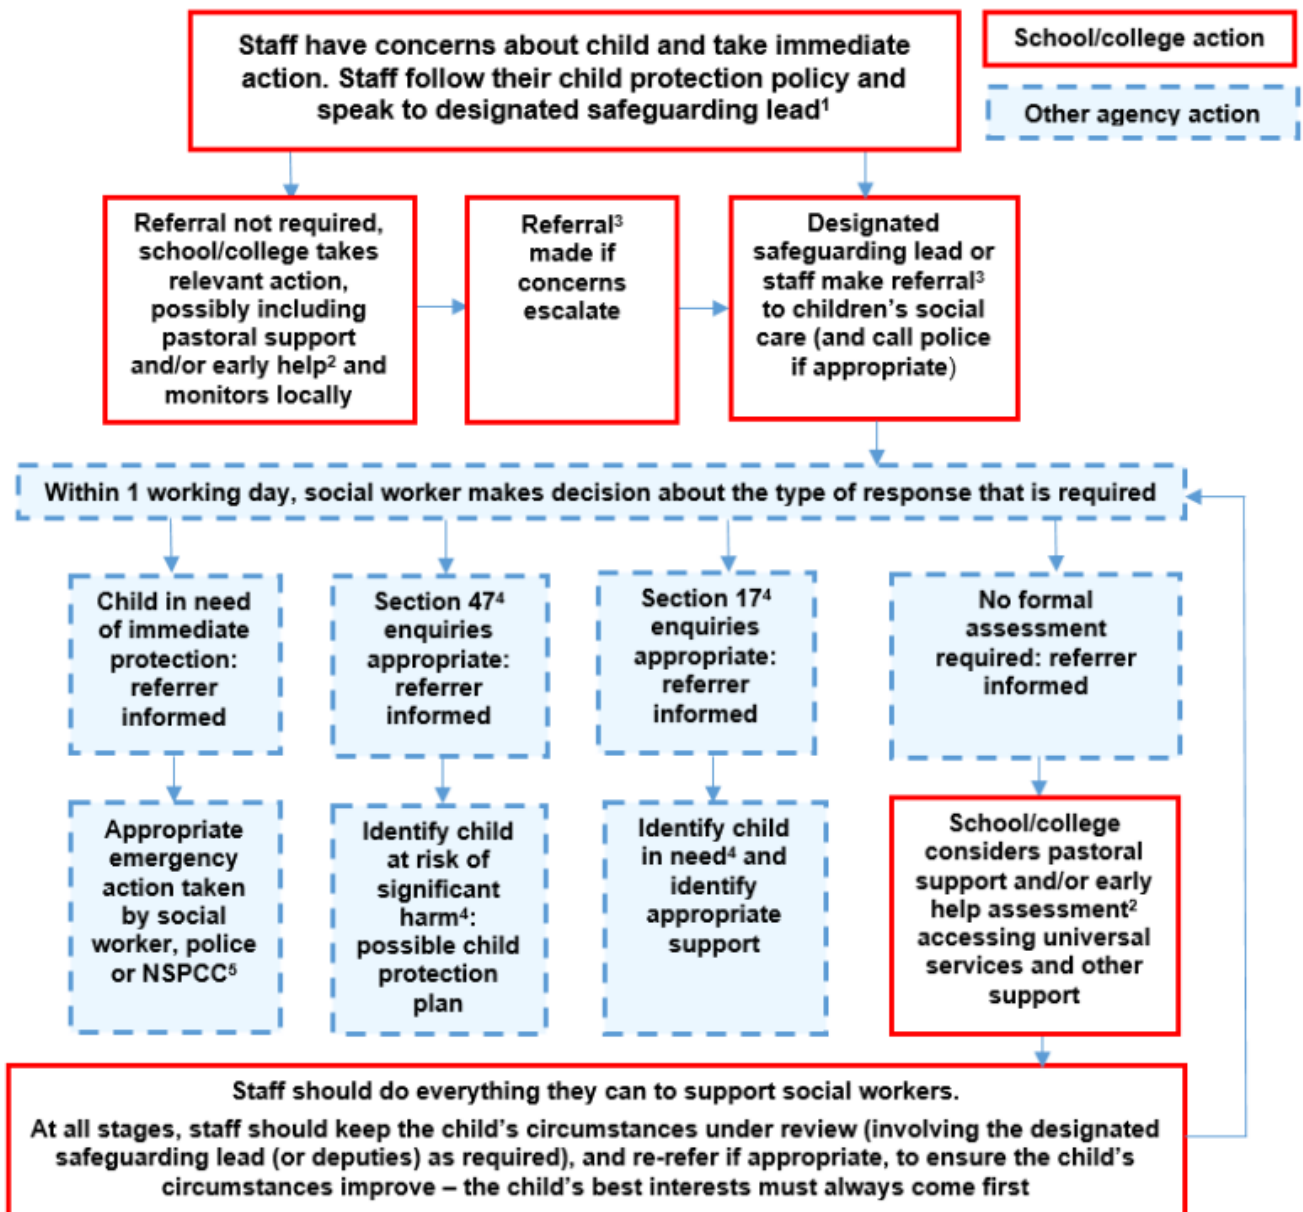 Staff have concerns about child and take immediate
action. Staff follow their child protection policy and
speak to designated safeguarding lead¹
School/college action
Other agency action
Referral not required,
school/college takes
relevant action,
possibly including
pastoral support
and/or early help² and
monitors locally
Referral³
made if
concerns
escalate
Designated
safeguarding lead or
staff make referral³
to children’s social
care (and call police
if appropriate)
Within 1 working day, social worker makes decision about the type of response that is required
Child in need
of immediate
protection:
referrer
informed
Section 47⁴
enquiries
appropriate:
referrer
informed
Section 17⁴
enquiries
appropriate:
referrer
informed
No formal
assessment
required: referrer
informed
Appropriate
emergency
action taken
by social
worker, police
or NSPCC⁵
Identify child
at risk of
significant
harm⁴:
possible child
protection
plan
Identify child
in need⁴ and
identify
appropriate
support
School/college
considers pastoral
support and/or early
help assessment²
accessing universal
services and other
support
Staff should do everything they can to support social workers.
At all stages, staff should keep the child’s circumstances under review (involving the designated
safeguarding lead (or deputies) as required), and re-refer if appropriate, to ensure the child’s
circumstances improve – the child’s best interests must always come first